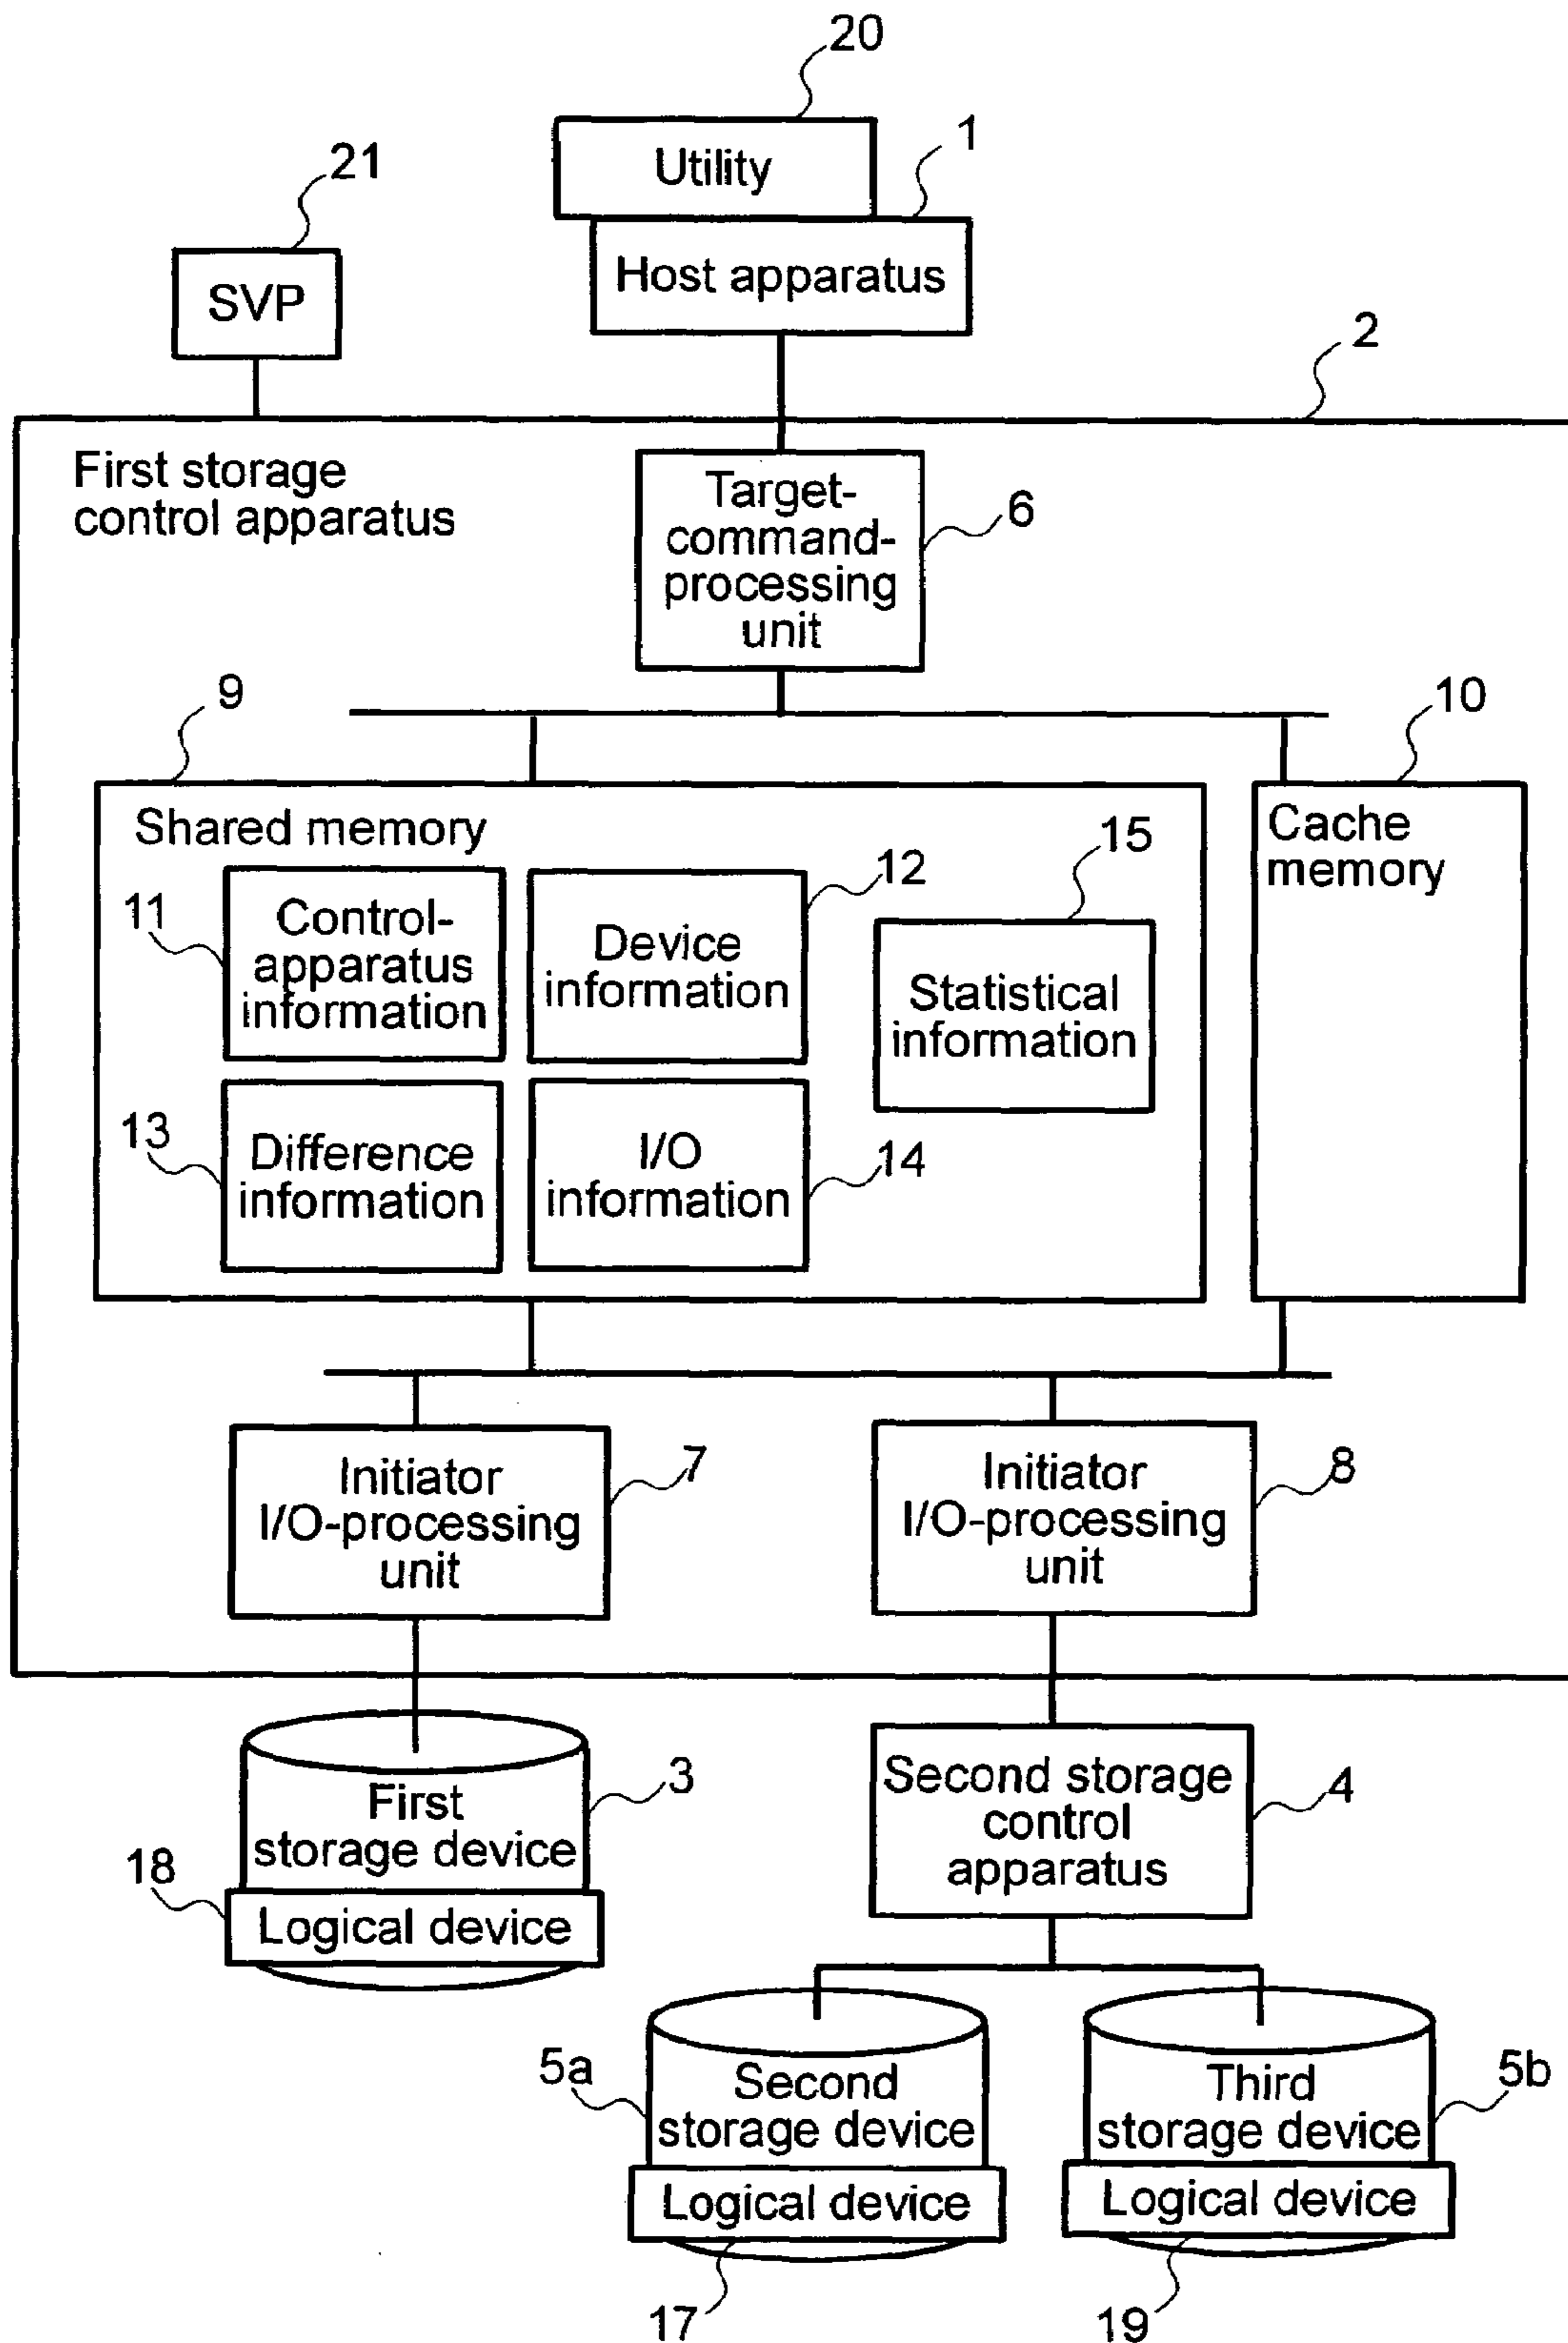 20
Utility
1
21
SVP
Host apparatus
2
First storage
control apparatus
Target-
command-
processing
unit
6
9
10
Shared memory
Cache
memory
11
Control-
apparatus
information
12
Device
information
15
Statistical
information
13
Difference
information
I/O
information
14
Initiator
I/O-processing
unit
7
Initiator
I/O-processing
unit
8
First
storage device
3
18
Logical device
Second storage
control
apparatus
4
5a
Second
storage device
Logical device
17
Third
storage device
5b
Logical device
19